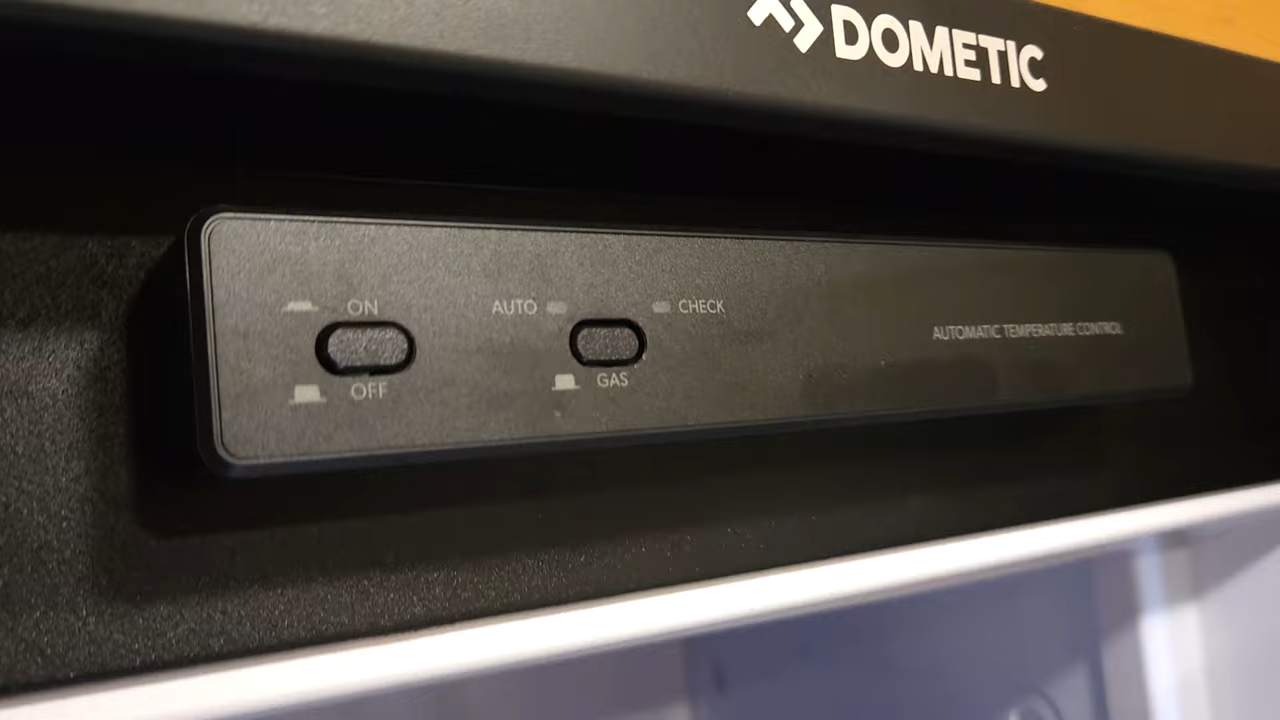 DOMETIC
ON
OFF
AUTO
CHECK
GAS
AUTOMATIC TEMPERATURE CONTROL